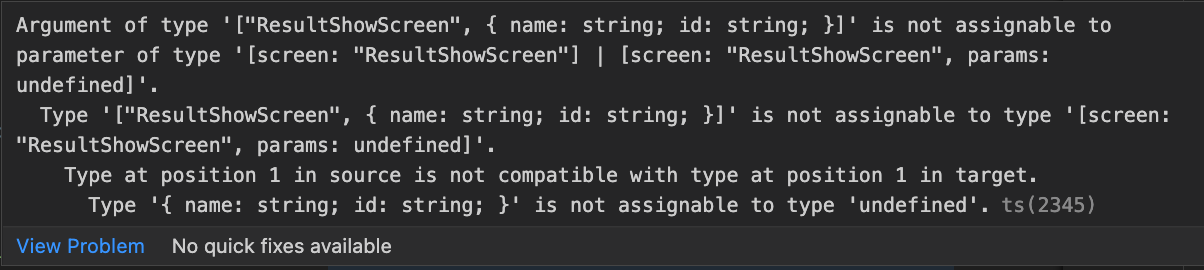 Argument of type '["ResultShowScreen", { name: string; id: string; }]' is not assignable to
parameter of type '[screen: "ResultShowScreen"] | [screen: "ResultShowScreen", params:
undefined]'.
  Type '["ResultShowScreen", { name: string; id: string; }]' is not assignable to type '[screen:
"ResultShowScreen", params: undefined]'.
    Type at position 1 in source is not compatible with type at position 1 in target.
      Type '{ name: string; id: string; }' is not assignable to type 'undefined'. ts(2345)
View Problem   No quick fixes available